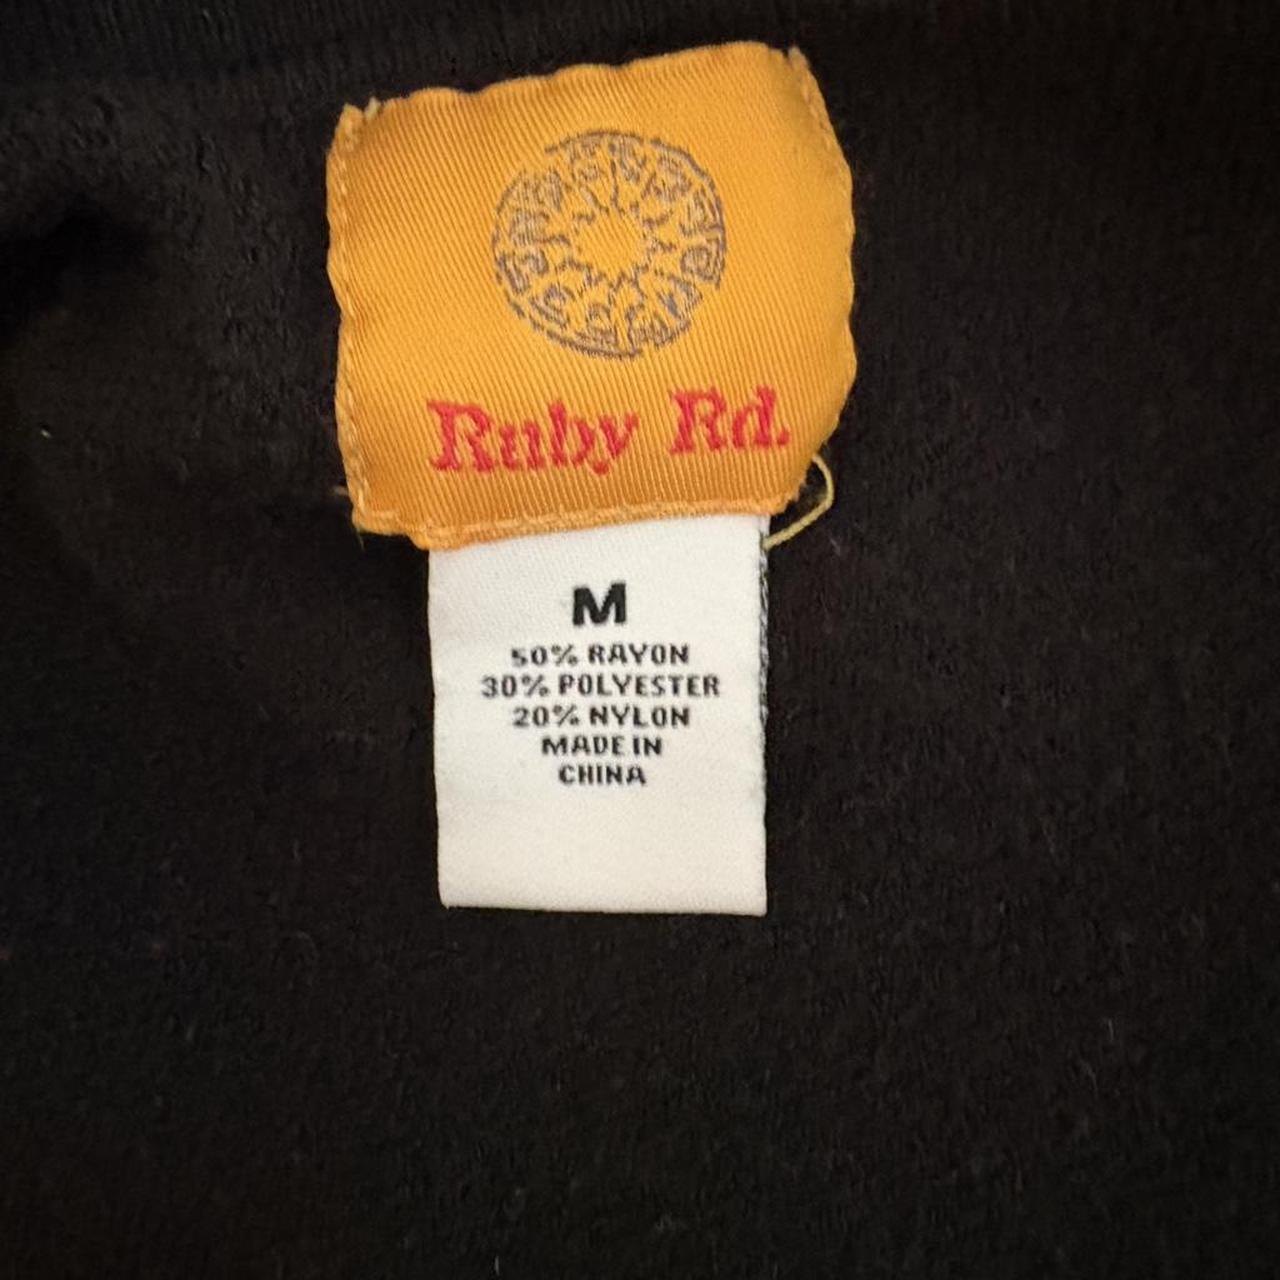 Ruby Rd.
M
50% RAYON
30% POLYESTER
20% NYLON
MADE IN
CHINA